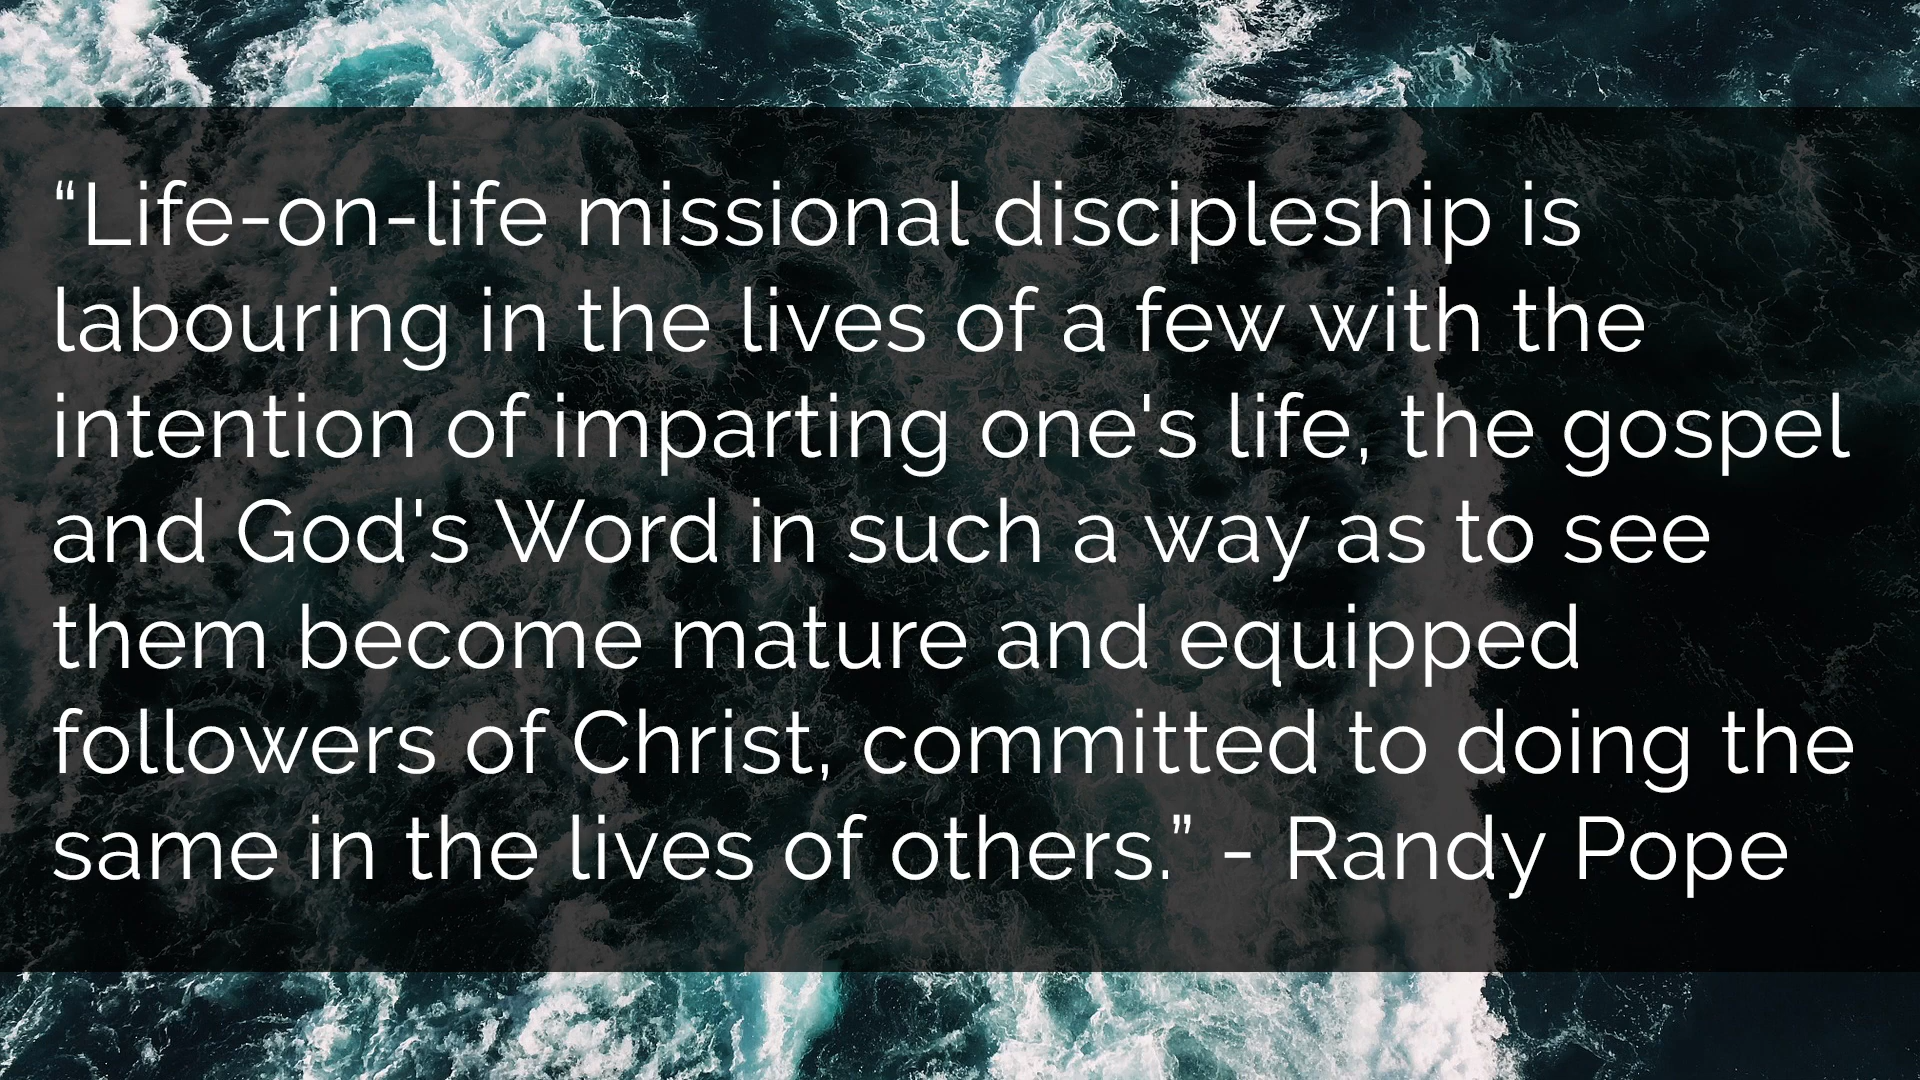 “Life-on-life missional discipleship is
labouring in the lives of a few with the
intention of imparting one's life, the gospel
and God's Word in such a way as to see
them become mature and equipped
followers of Christ, committed to doing the
same in the lives of others.” - Randy Pope